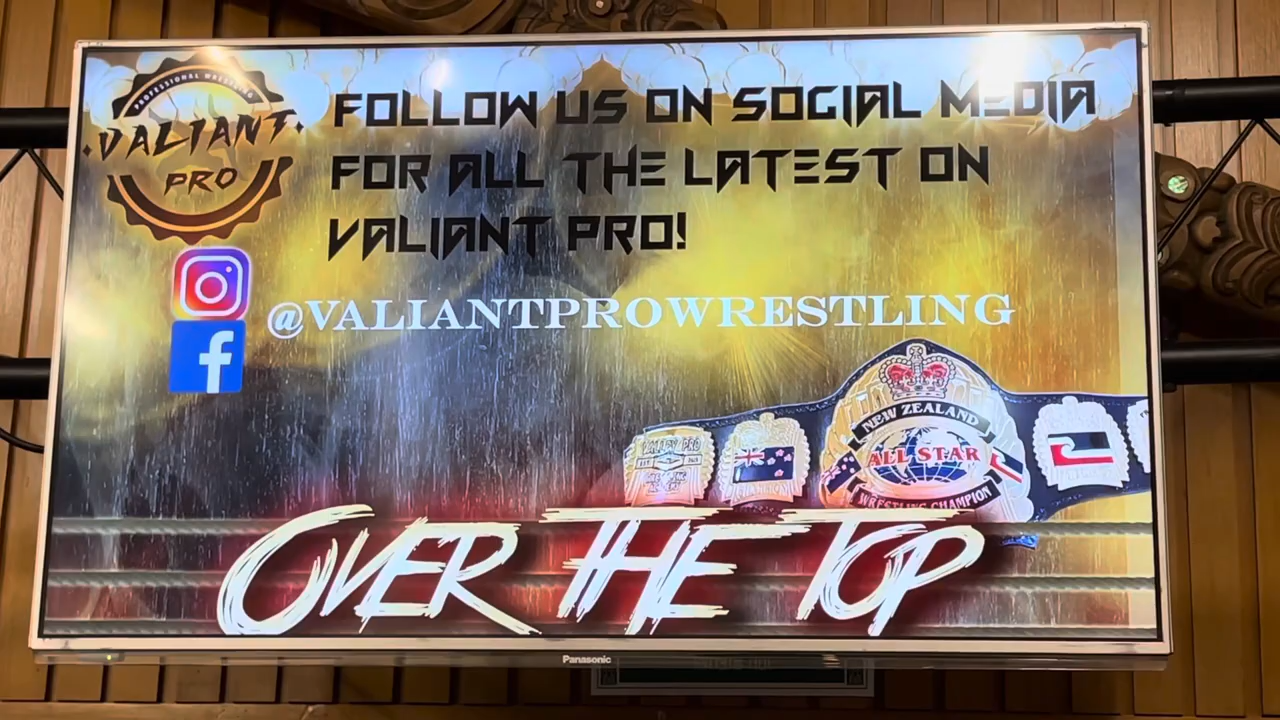 PROFESSIONAL WRESTLING
VALIANT
PRO
FOLLOW US ON SOCIAL MEDIA
FOR ALL THE LATEST ON
VALIANT PRO!
@VALIANTPROWRESTLING
NEW ZEALAND
ALL STAR
WRESTLING CHAMPION
CHAMPION
OVER THE TOP
Panasonic